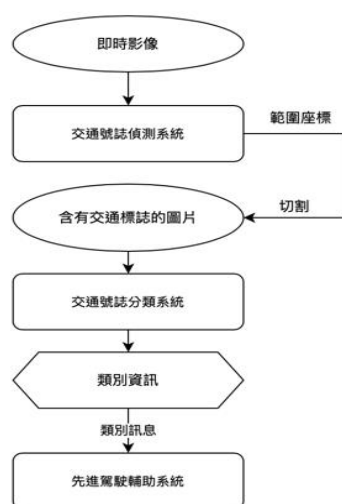 即時影像
交通號誌偵測系統
範圍座標
含有交通標誌的圖片
切割
交通號誌分類系統
類別資訊
類別訊息
先進駕駛輔助系統